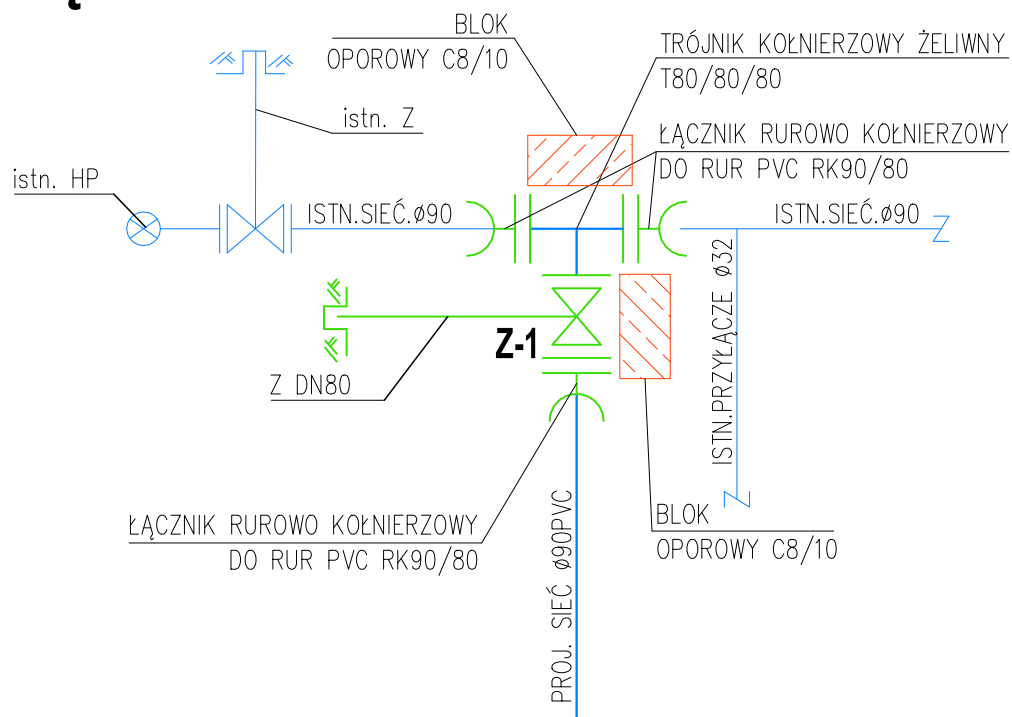 BLOK
OPOROWY C8/10
TRÓJNIK KOŁNIERZOWY ŻELIWNY
T80/80/80
istn. Z
ŁĄCZNIK RUROWO KOŁNIERZOWY
DO RUR PVC RK90/80
istn. HP
ISTN.SIEĆ.ø90
ISTN.SIEĆ.ø90
ISTN.PRZYŁĄCZE ø32
Z-1
Z DN80
ŁĄCZNIK RUROWO KOŁNIERZOWY
DO RUR PVC RK90/80
BLOK
OPOROWY C8/10
PROJ. SIEĆ ø90PVC